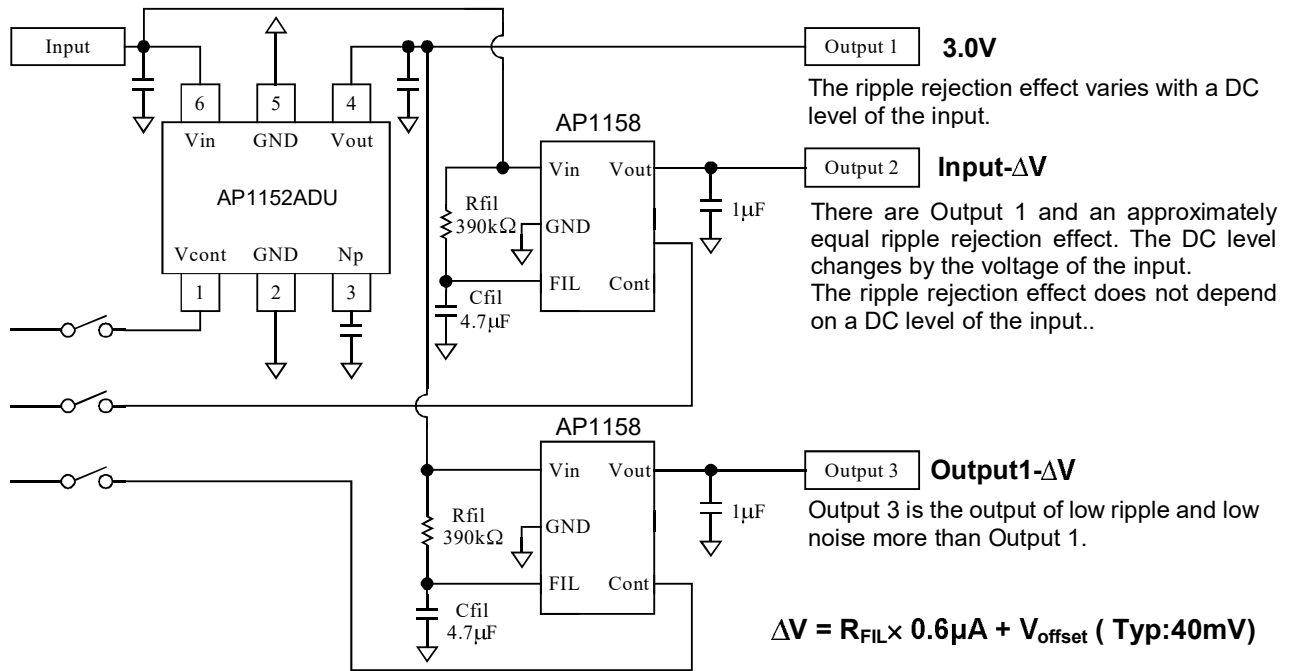 Input
6
5
4
Vin
GND
Vout
AP1152ADU
Vcont
GND
Np
1
2
3
Output 1
3.0V
The ripple rejection effect varies with a DC
level of the input.
AP1158
Vin
Vout
GND
FIL
Cont
Rfil
390kΩ
Cfil
4.7μF
1μF
Output 2
Input-ΔV
There are Output 1 and an approximately
equal ripple rejection effect. The DC level
changes by the voltage of the input.
The ripple rejection effect does not depend
on a DC level of the input..
AP1158
Vin
Vout
GND
FIL
Cont
Rfil
390kΩ
Cfil
4.7μF
1μF
Output 3
Output1-ΔV
Output 3 is the output of low ripple and low
noise more than Output 1.
ΔV = RFIL× 0.6μA + Voffset ( Typ:40mV)